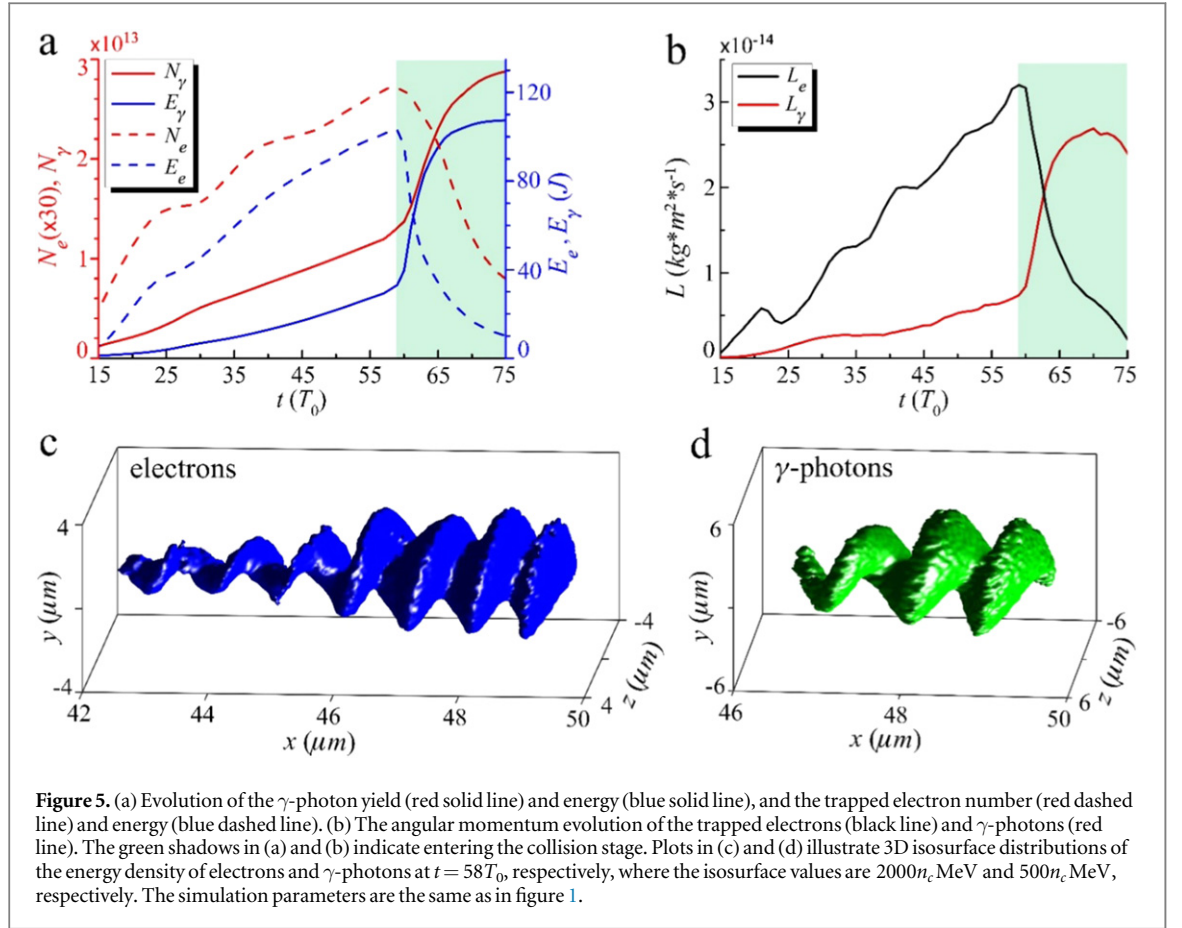 a
x10^13
3
2
1
0
N_e(x30), N_γ
N_γ
E_γ
N_e
E_e
120
80
40
0
E_e, E_γ (J)
15 25 35 45 55 65 75
t (T_0)
b
x10^-14
3
2
1
0
L (kg*m^2*s^-1)
L_e
L_γ
15 25 35 45 55 65 75
t (T_0)
c
electrons
4
-4
y (μm)
42 44 46 48 50
x (μm)
-4
4
z (μm)
d
γ-photons
6
-6
y (μm)
46 48 50
x (μm)
-6
6
z (μm)
Figure 5. (a) Evolution of the γ-photon yield (red solid line) and energy (blue solid line), and the trapped electron number (red dashed
line) and energy (blue dashed line). (b) The angular momentum evolution of the trapped electrons (black line) and γ-photons (red
line). The green shadows in (a) and (b) indicate entering the collision stage. Plots in (c) and (d) illustrate 3D isosurface distributions of
the energy density of electrons and γ-photons at t = 58T_0, respectively, where the isosurface values are 2000n_c MeV and 500n_c MeV,
respectively. The simulation parameters are the same as in figure 1.